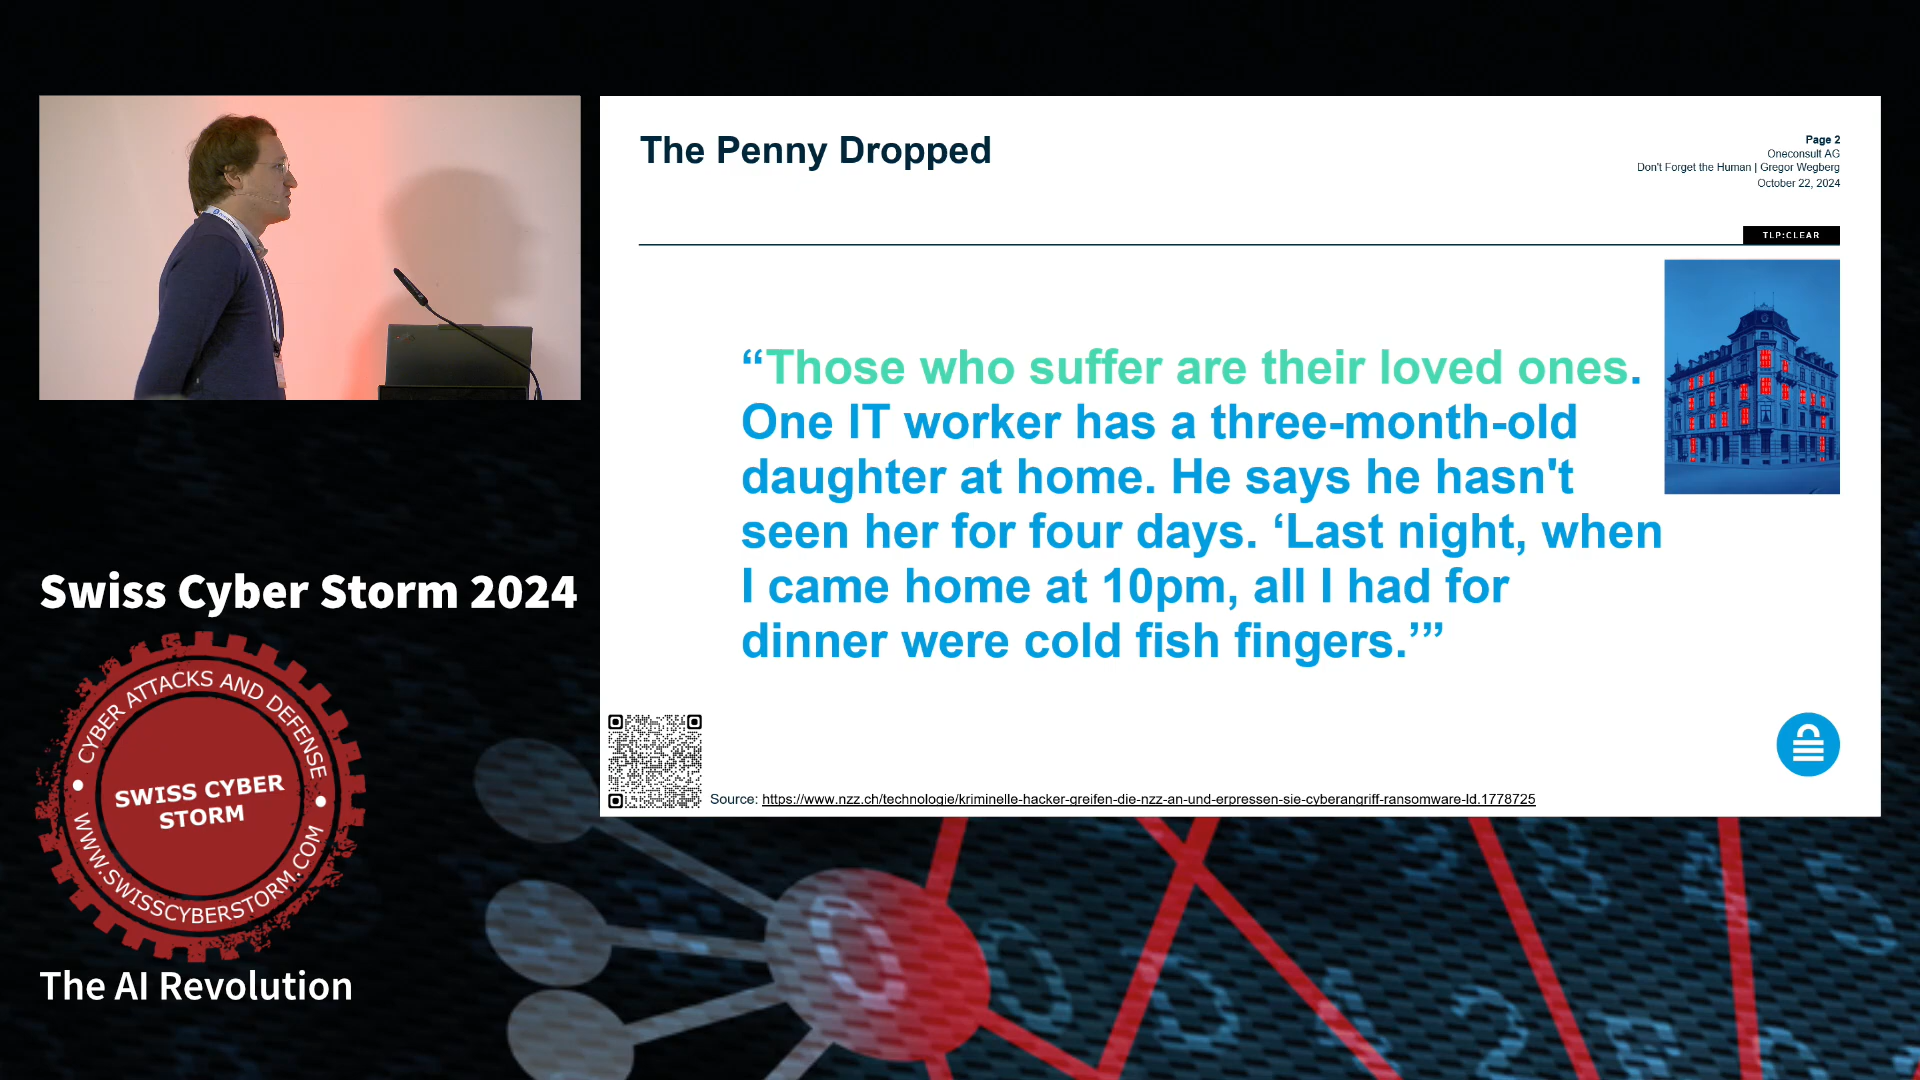 The Penny Dropped
Page 2
Oneconsult AG
Don't Forget the Human | Gregor Wegberg
October 22, 2024
TLP:CLEAR
“Those who suffer are their loved ones.
One IT worker has a three-month-old
daughter at home. He says he hasn't
seen her for four days. ‘Last night, when
I came home at 10pm, all I had for
dinner were cold fish fingers.’”
Source: https://www.nzz.ch/technologie/kriminelle-hacker-greifen-die-nzz-an-und-erpressen-sie-cyberangriff-ransomware-ld.1778725
Swiss Cyber Storm 2024
CYBER ATTACKS AND DEFENSE
SWISS CYBER
STORM
WWW.SWISSCYBERSTORM.COM
The AI Revolution